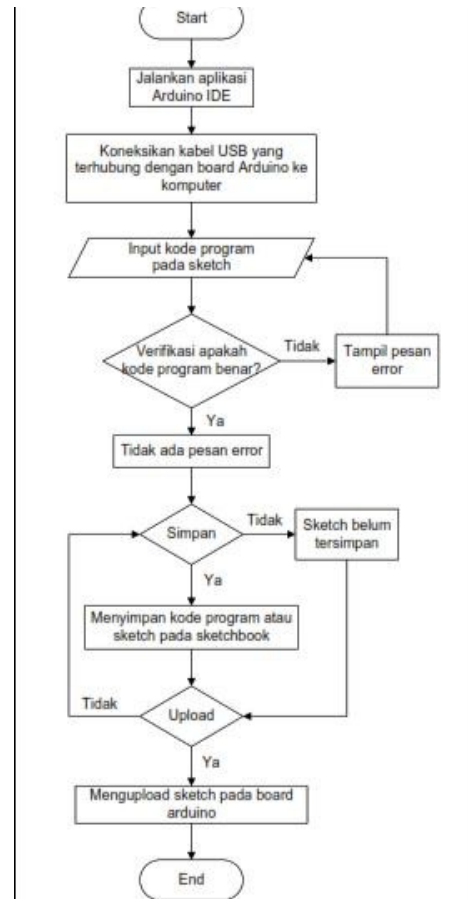 Start
Jalankan aplikasi
Arduino IDE
Koneksikan kabel USB yang
terhubung dengan board Arduino ke
komputer
Input kode program
pada sketch
Verifikasi apakah
kode program benar?
Tidak
Tampil pesan
error
Ya
Tidak ada pesan error
Simpan
Tidak
Sketch belum
tersimpan
Ya
Menyimpan kode program atau
sketch pada sketchbook
Tidak
Upload
Ya
Mengupload sketch pada board
arduino
End